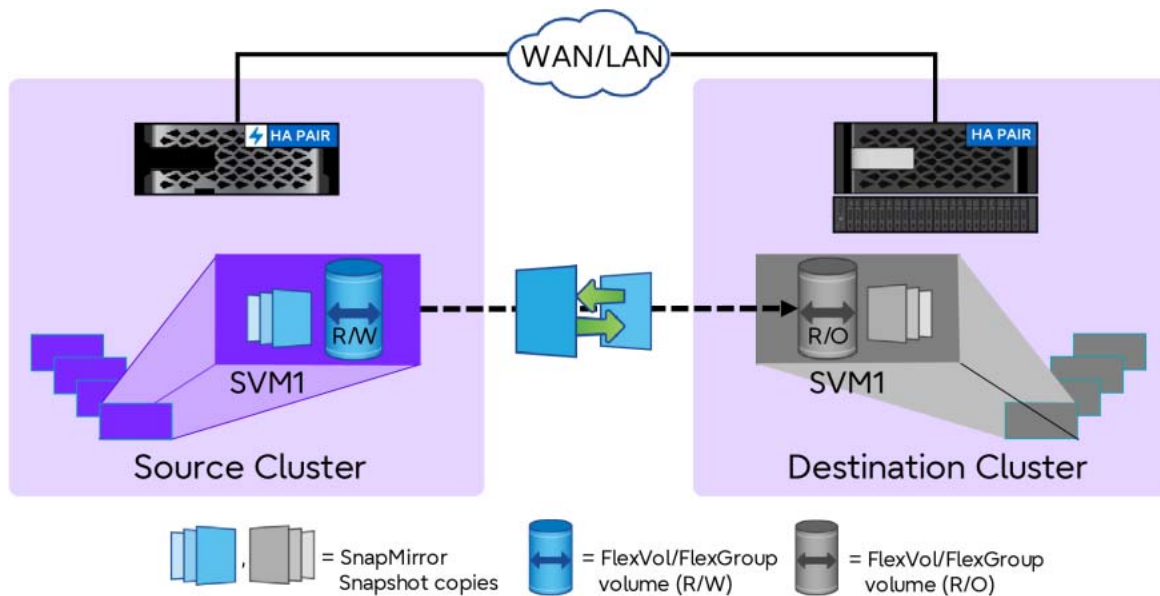 WAN/LAN
HA PAIR
HA PAIR
R/W
SVM1
R/O
SVM1
Source Cluster
Destination Cluster
, = SnapMirror
Snapshot copies
= FlexVol/FlexGroup
volume (R/W)
= FlexVol/FlexGroup
volume (R/O)